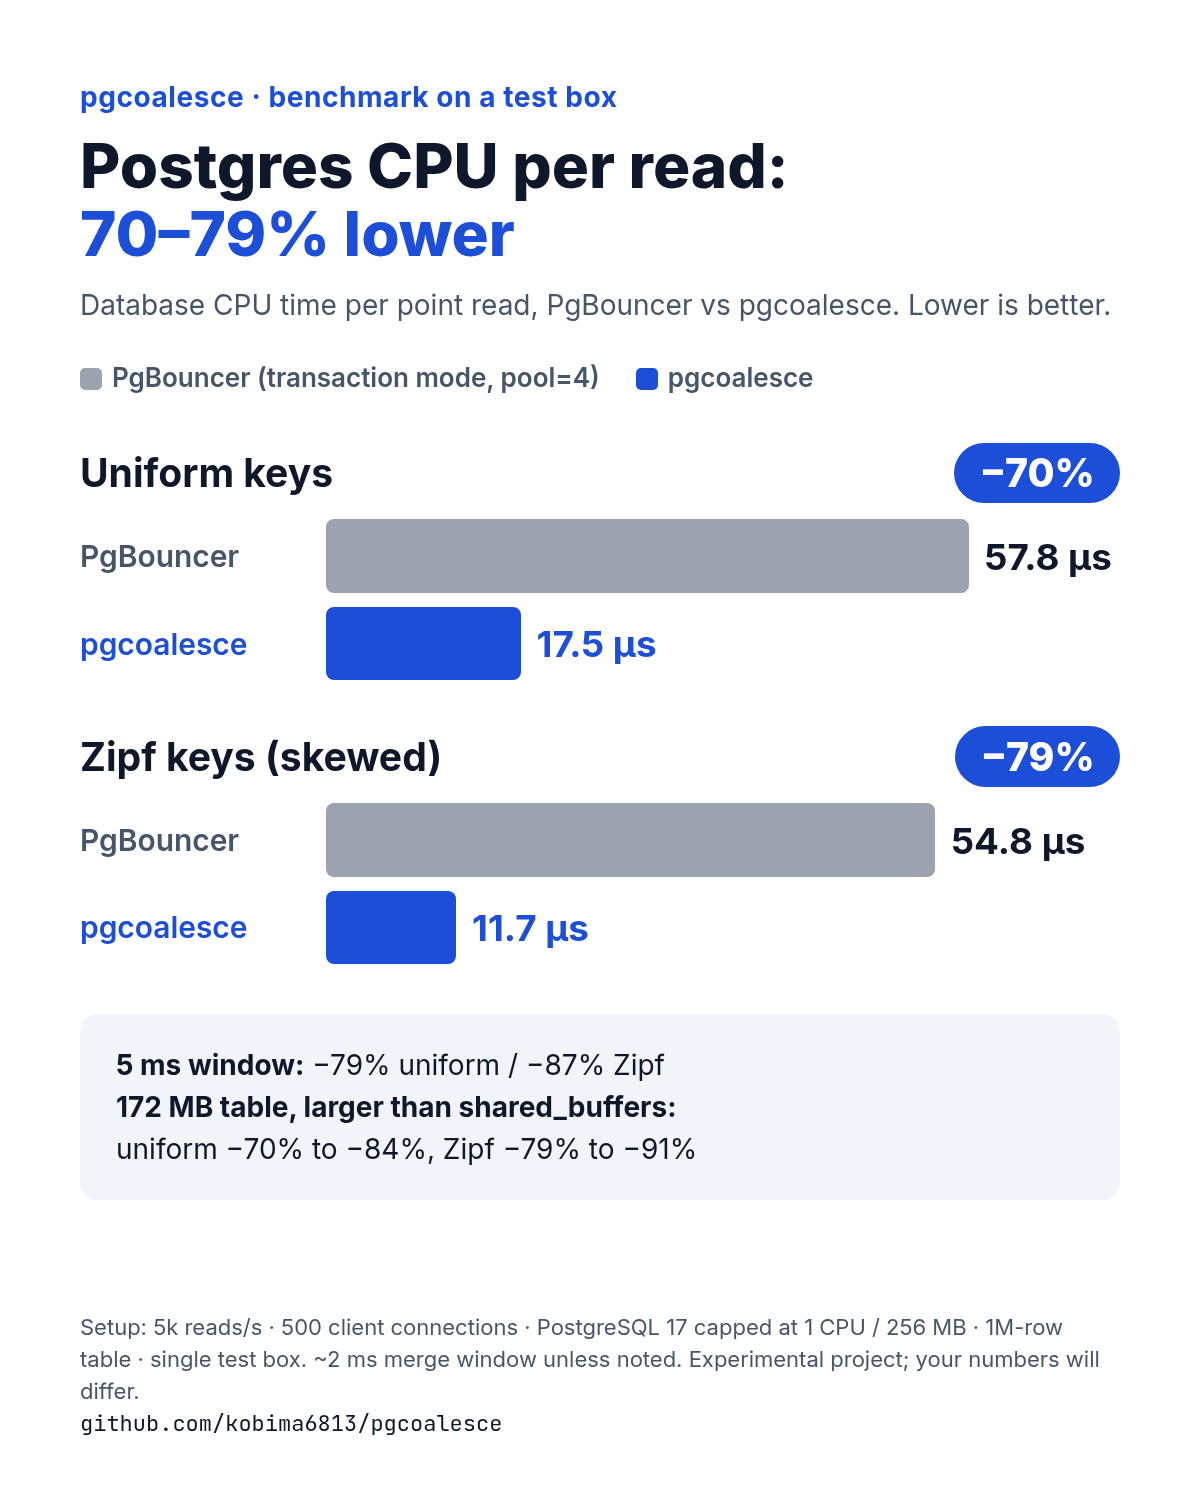 pgcoalesce · benchmark on a test box
Postgres CPU per read:
70–79% lower
Database CPU time per point read, PgBouncer vs pgcoalesce. Lower is better.
PgBouncer (transaction mode, pool=4)
pgcoalesce
Uniform keys
−70%
PgBouncer
57.8 µs
pgcoalesce
17.5 µs
Zipf keys (skewed)
−79%
PgBouncer
54.8 µs
pgcoalesce
11.7 µs
5 ms window: −79% uniform / −87% Zipf
172 MB table, larger than shared_buffers:
uniform −70% to −84%, Zipf −79% to −91%
Setup: 5k reads/s · 500 client connections · PostgreSQL 17 capped at 1 CPU / 256 MB · 1M-row
table · single test box. ~2 ms merge window unless noted. Experimental project; your numbers will
differ.
github.com/kobima6813/pgcoalesce